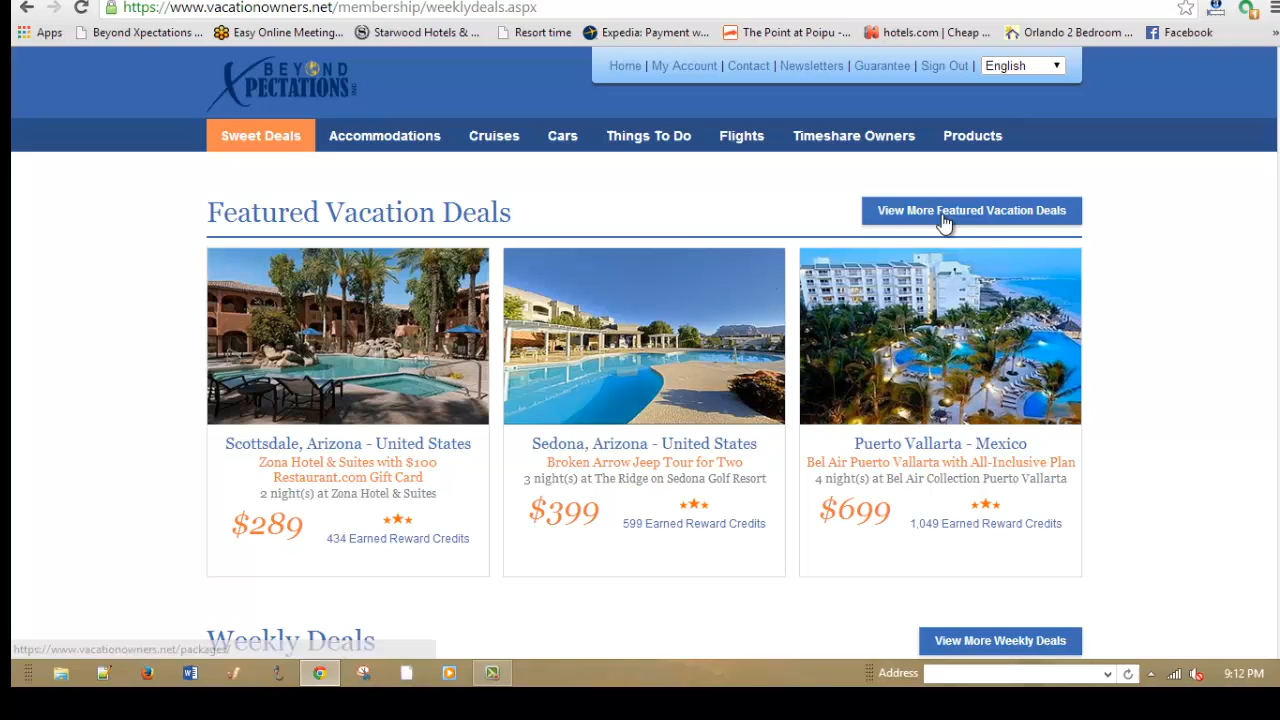 https://www.vacationowners.net/membership/weeklydeals.aspx
Apps Beyond Xpectations ... Easy Online Meeting... Starwood Hotels & ... Resort time Expedia: Payment w... The Point at Poipu -... hotels.com | Cheap ... Orlando 2 Bedroom ... Facebook »
BEYOND
XPECTATIONS
Home | My Account | Contact | Newsletters | Guarantee | Sign Out | English
Sweet Deals Accommodations Cruises Cars Things To Do Flights Timeshare Owners Products
Featured Vacation Deals
View More Featured Vacation Deals
Scottsdale, Arizona - United States
Zona Hotel & Suites with $100
Restaurant.com Gift Card
2 night(s) at Zona Hotel & Suites
$289
434 Earned Reward Credits
Sedona, Arizona - United States
Broken Arrow Jeep Tour for Two
3 night(s) at The Ridge on Sedona Golf Resort
$399
599 Earned Reward Credits
Puerto Vallarta - Mexico
Bel Air Puerto Vallarta with All-Inclusive Plan
4 night(s) at Bel Air Collection Puerto Vallarta
$699
1,049 Earned Reward Credits
Weekly Deals
View More Weekly Deals
https://www.vacationowners.net/packages/
Address
9:12 PM